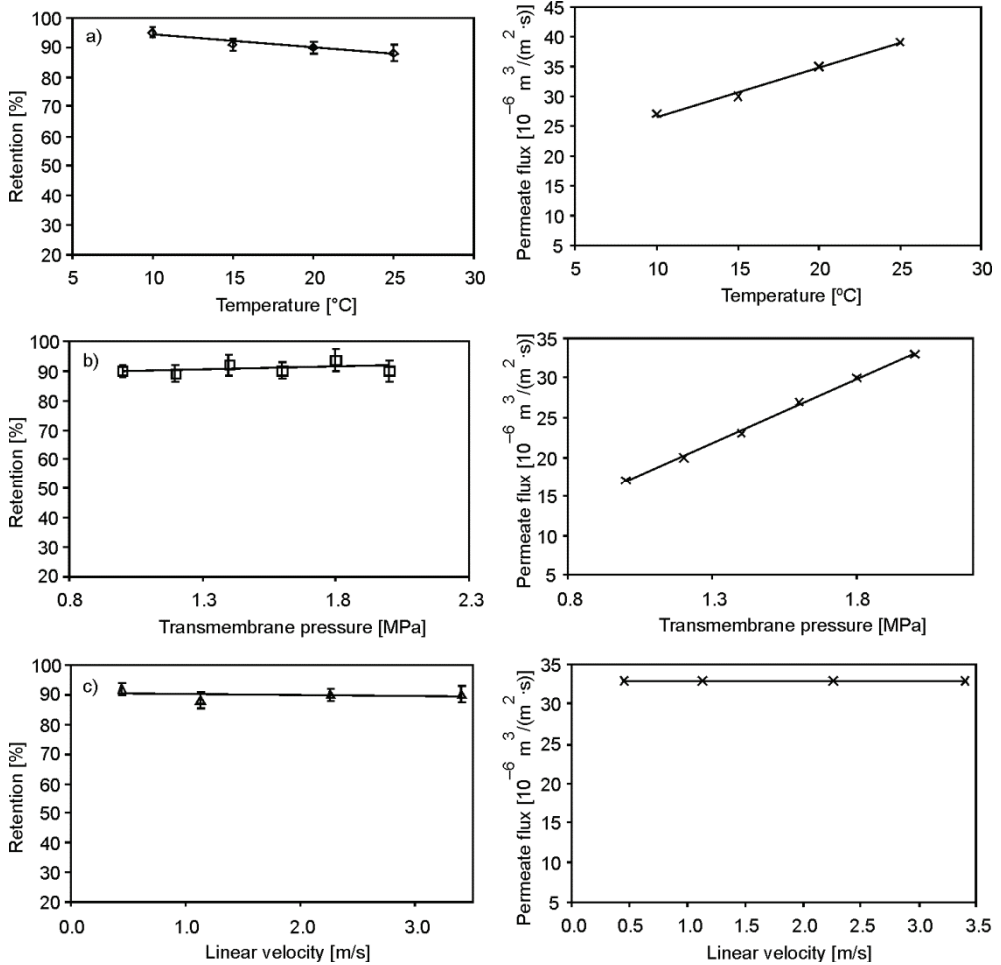 a)
100
90
80
70
60
50
40
30
20
Retention [%]
5 10 15 20 25 30
Temperature [°C]
45
40
35
30
25
20
15
10
5
Permeate flux [10⁻⁶ m³/(m²·s)]
5 10 15 20 25 30
Temperature [ºC]
b)
100
90
80
70
60
50
40
30
20
Retention [%]
0.8 1.3 1.8 2.3
Transmembrane pressure [MPa]
35
30
25
20
15
10
5
Permeate flux [10⁻⁶ m³/(m²·s)]
0.8 1.3 1.8
Transmembrane pressure [MPa]
c)
100
90
80
70
60
50
40
30
20
Retention [%]
0.0 1.0 2.0 3.0
Linear velocity [m/s]
35
30
25
20
15
10
5
Permeate flux [10⁻⁶ m³/(m²·s)]
0.0 0.5 1.0 1.5 2.0 2.5 3.0 3.5
Linear velocity [m/s]